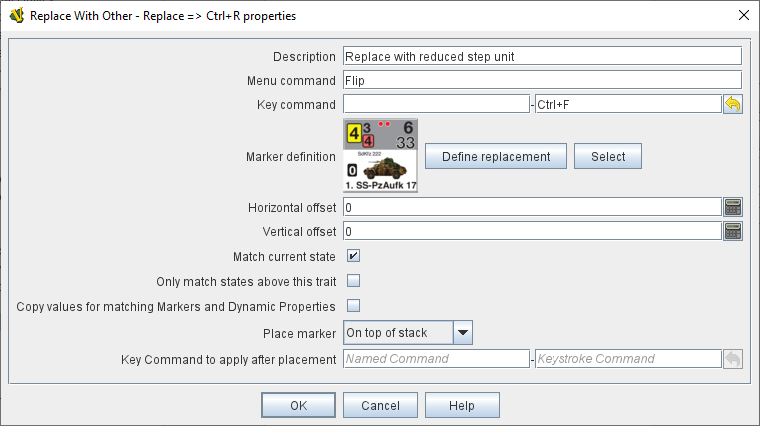 Replace With Other - Replace => Ctrl+R properties
Description Replace with reduced step unit
Menu command Flip
Key command - Ctrl+F
4 3 4 6 33
SdKfz 222
0
1. SS-PzAufk 17
Marker definition Define replacement Select
Horizontal offset 0
Vertical offset 0
Match current state
Only match states above this trait
Copy values for matching Markers and Dynamic Properties
Place marker On top of stack
Key Command to apply after placement Named Command - Keystroke Command
OK Cancel Help